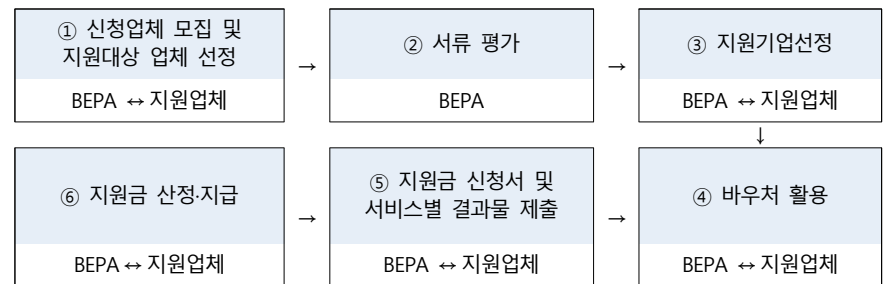 ① 신청업체 모집 및
지원대상 업체 선정
BEPA ↔ 지원업체
→
② 서류 평가
BEPA
→
③ 지원기업선정
BEPA ↔ 지원업체
↓
⑥ 지원금 산정·지급
BEPA ↔ 지원업체
→
⑤ 지원금 신청서 및
서비스별 결과물 제출
BEPA ↔ 지원업체
→
④ 바우처 활용
BEPA ↔ 지원업체